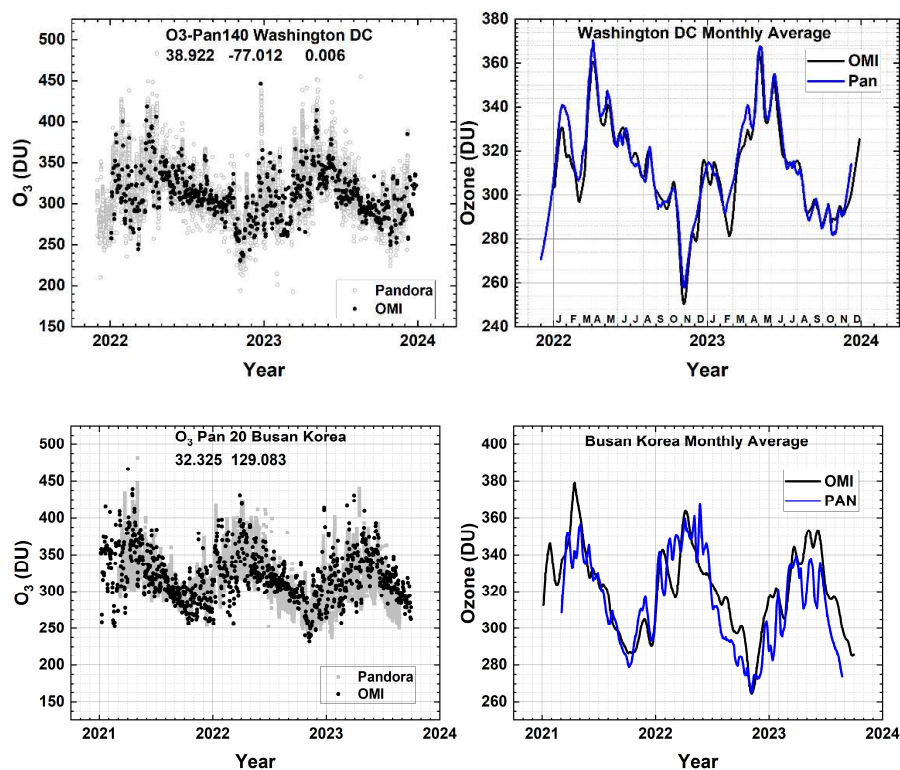 O3-Pan140 Washington DC
38.922 -77.012 0.006
500
450
400
350
300
250
200
150
O3 (DU)
Pandora
OMI
2022 2023 2024
Year
Washington DC Monthly Average
OMI
Pan
380
360
340
320
300
280
260
240
Ozone (DU)
J F M A M J J A S O N D J F M A M J J A S O N D
2022 2023 2024
Year
O3 Pan 20 Busan Korea
32.325 129.083
500
450
400
350
300
250
200
150
O3 (DU)
Pandora
OMI
2021 2022 2023 2024
Year
Busan Korea Monthly Average
OMI
PAN
400
380
360
340
320
300
280
260
Ozone (DU)
2021 2022 2023 2024
Year